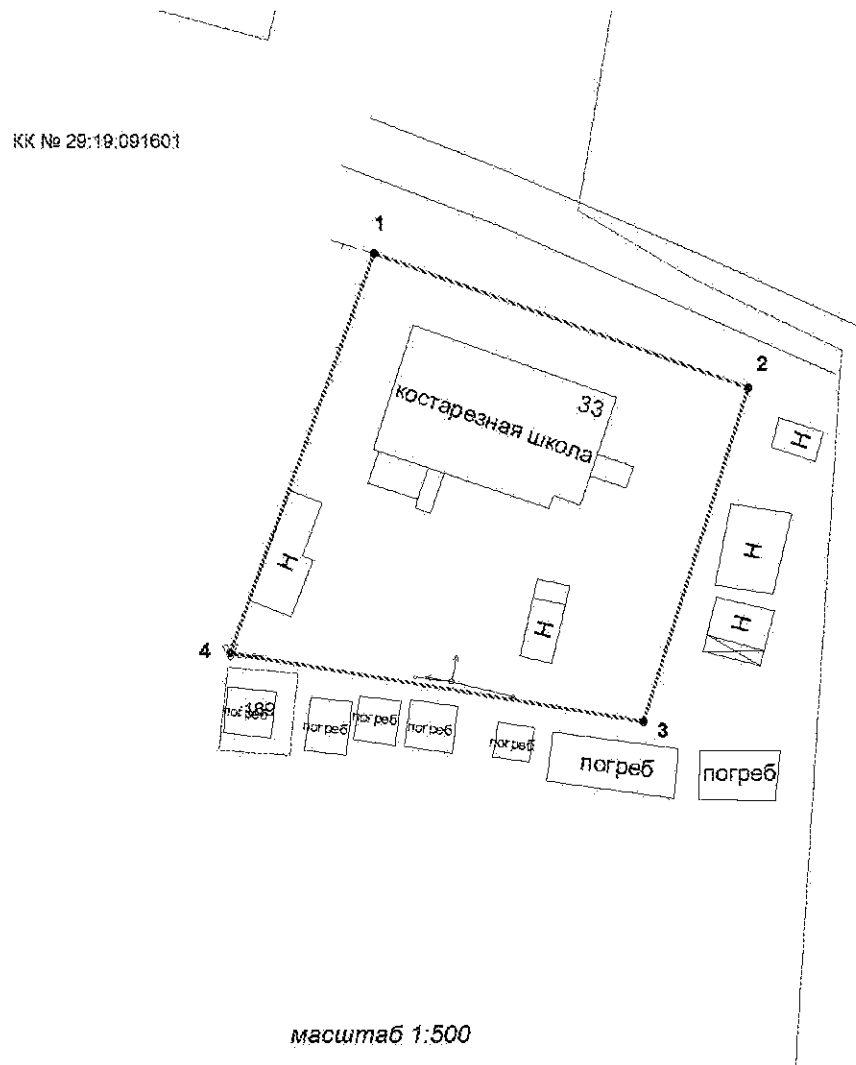 КК № 29:19:091601
1
2
33
костарезная школа
Н
Н
Н
Н
Н
4
3
189
погреб
погреб
погреб
погреб
погреб
погреб
погреб
масштаб 1:500